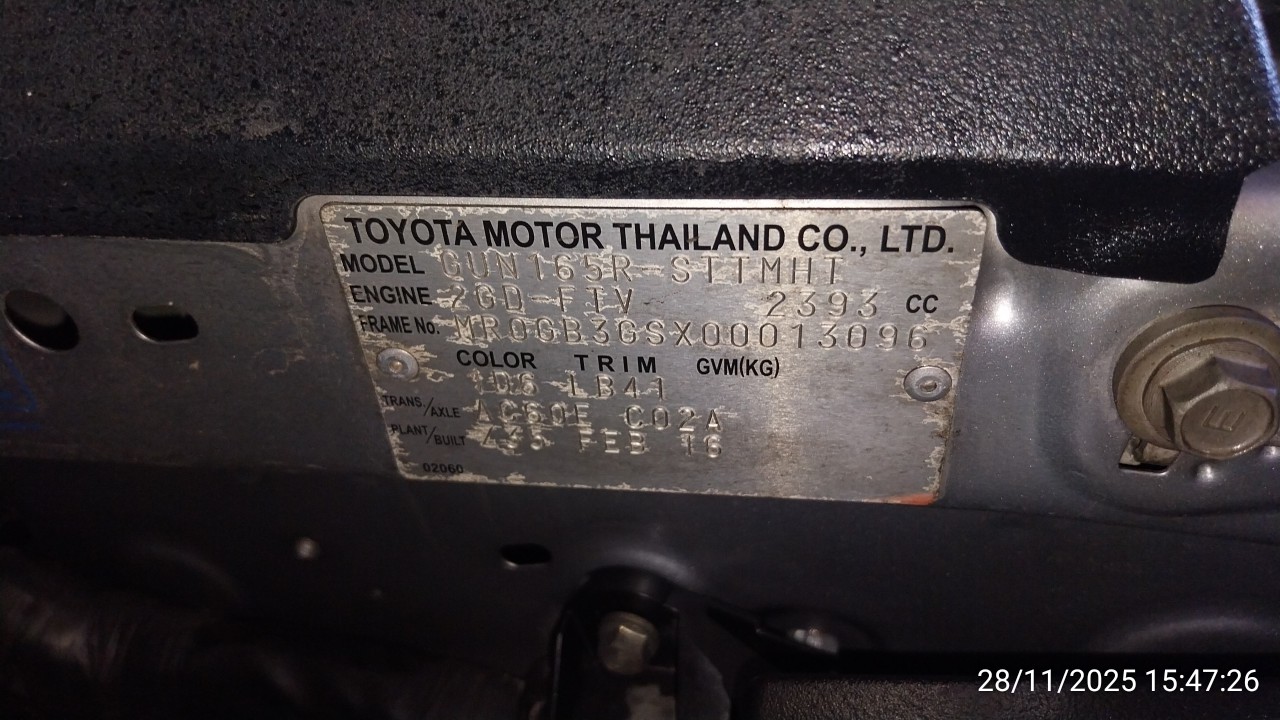 TOYOTA MOTOR THAILAND CO., LTD.
MODEL GUN165R-STTMHT
ENGINE 2GD-FTV 2393 CC
FRAME No. MR0GB3GSX00013096
COLOR TRIM GVM(KG)
1D6 LB41
TRANS./AXLE AC60F C02A
PLANT/BUILT FEB 16
02060
E
28/11/2025 15:47:26